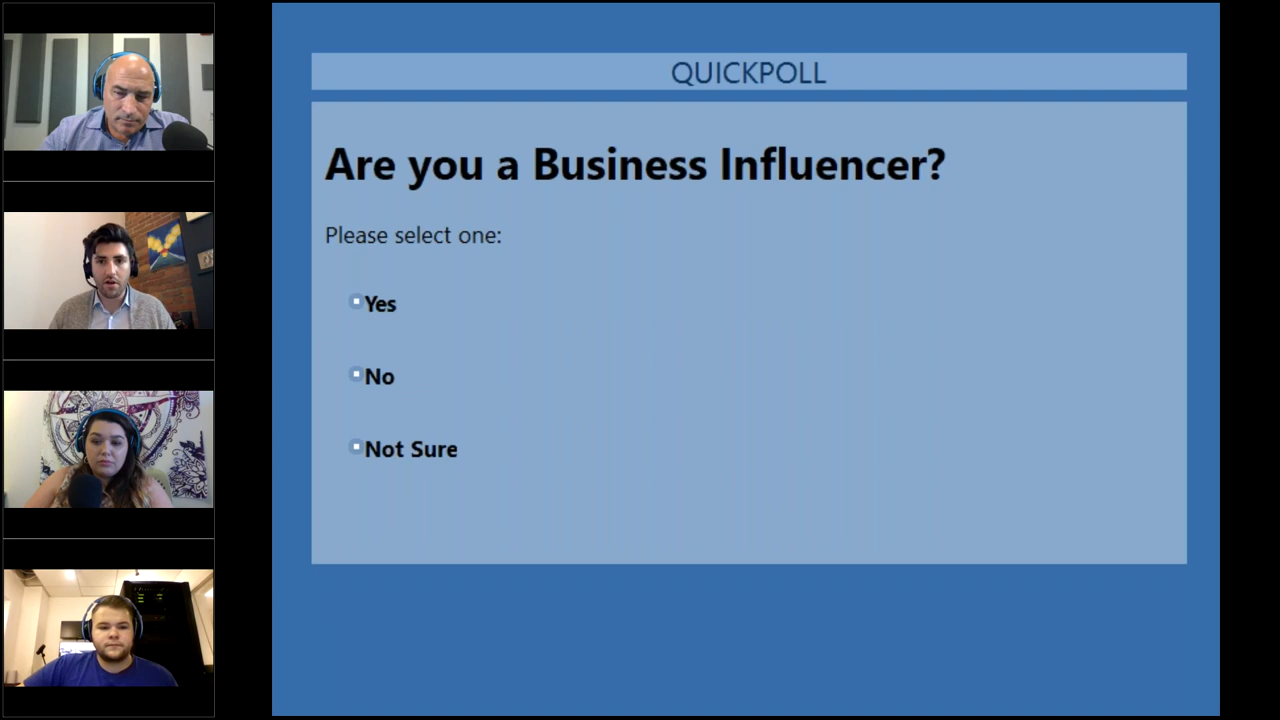 QUICKPOLL
Are you a Business Influencer?
Please select one:
Yes
No
Not Sure